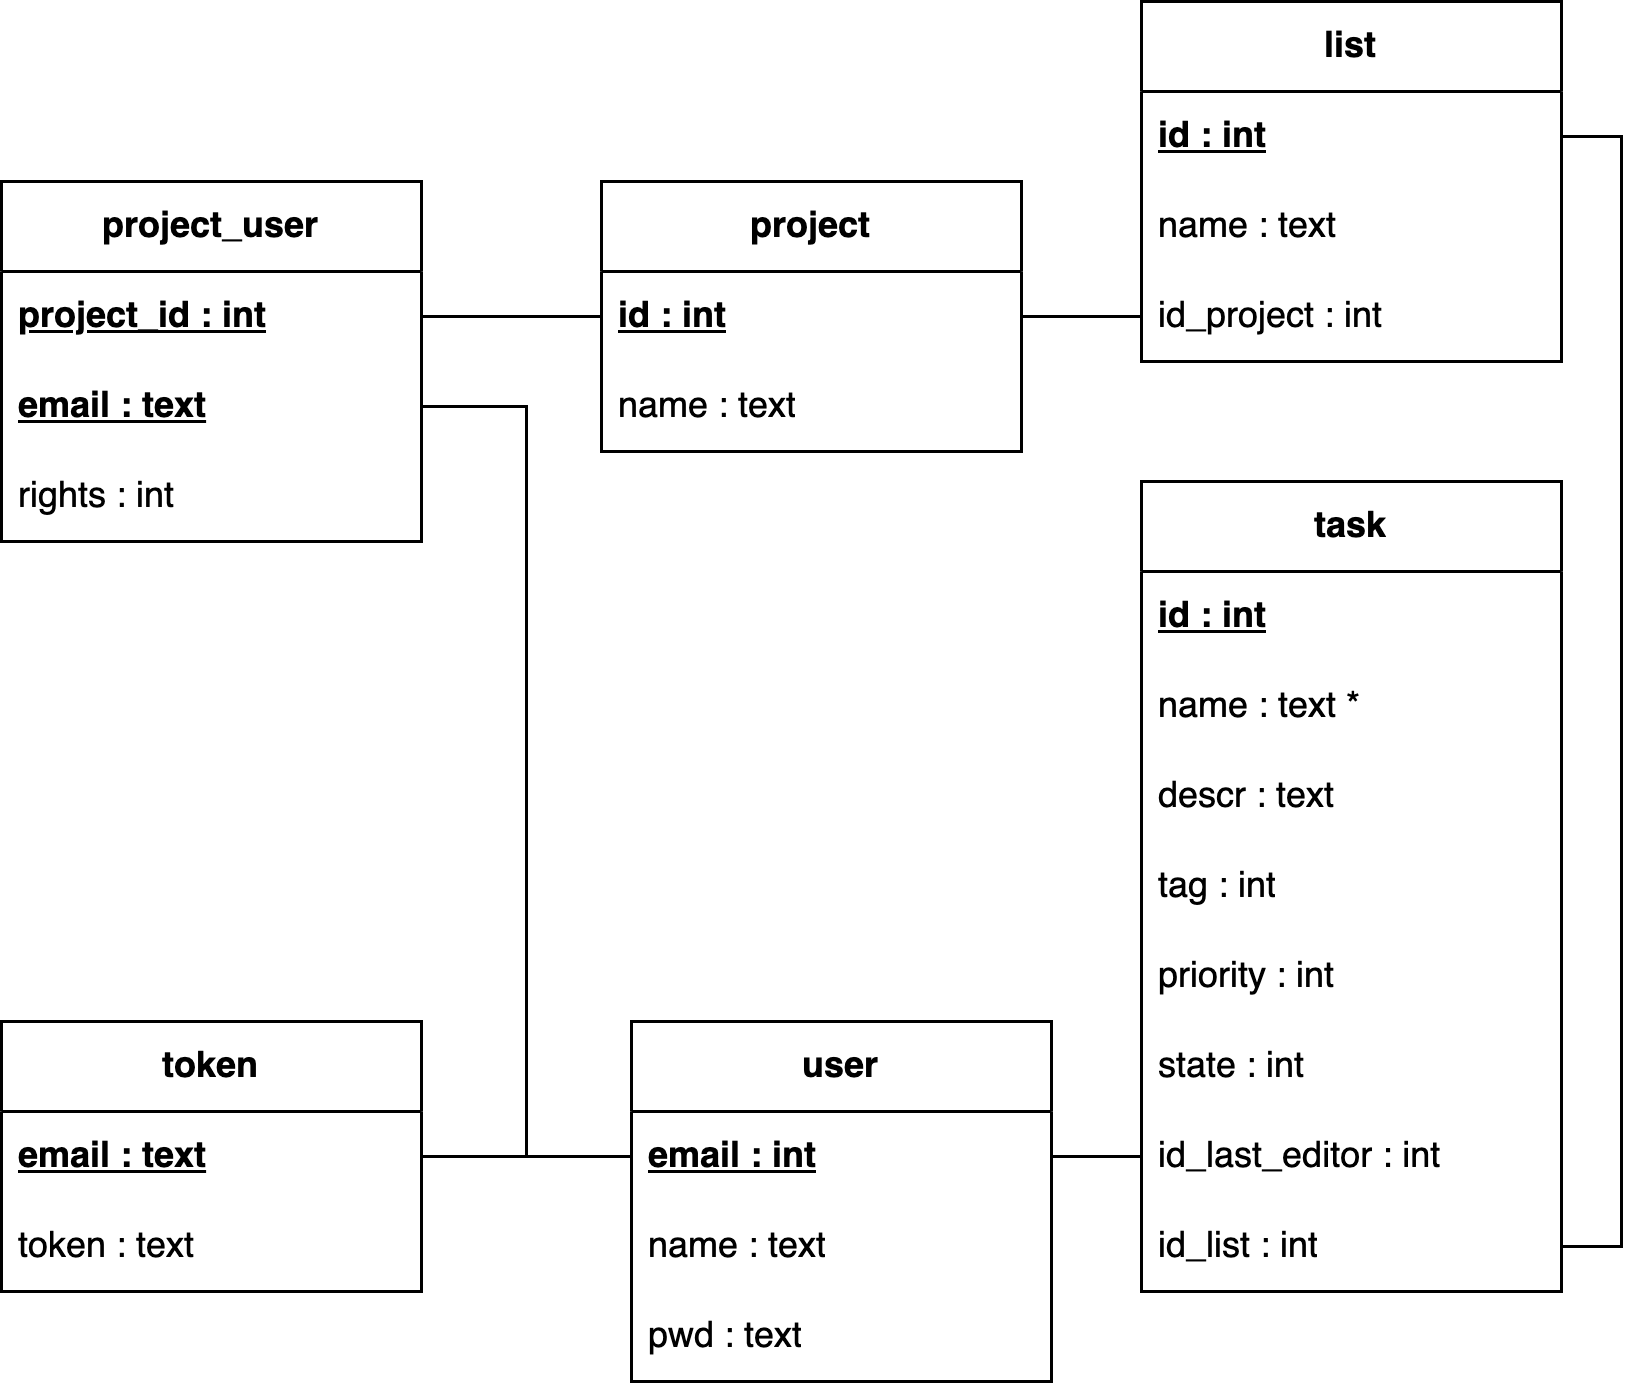 list
id : int
name : text
id_project : int
project_user
project_id : int
email : text
rights : int
project
id : int
name : text
task
id : int
name : text *
descr : text
tag : int
priority : int
state : int
id_last_editor : int
id_list : int
token
email : text
token : text
user
email : int
name : text
pwd : text